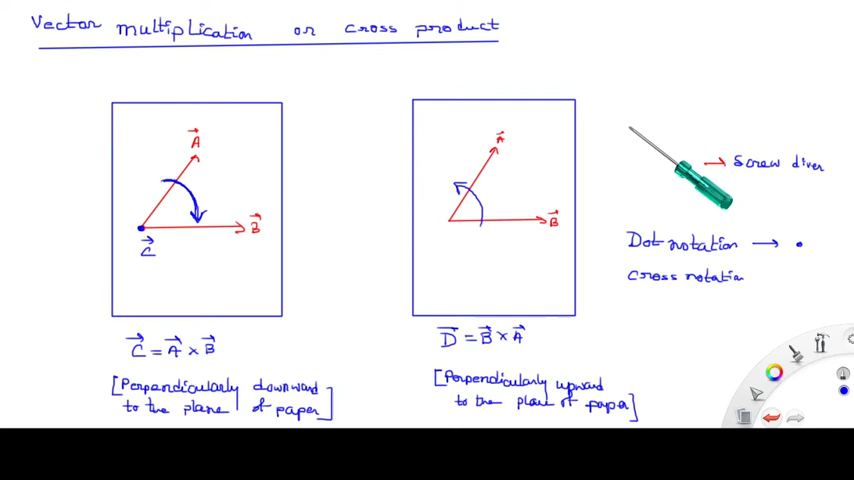 Vector multiplication or cross product
A
B
C
A
B
Screw diver
Dot notation → •
Cross notation
C = A × B
[Perpendicularly downward
to the plane of paper]
D = B × A
[Perpendicularly upward
to the plane of paper]